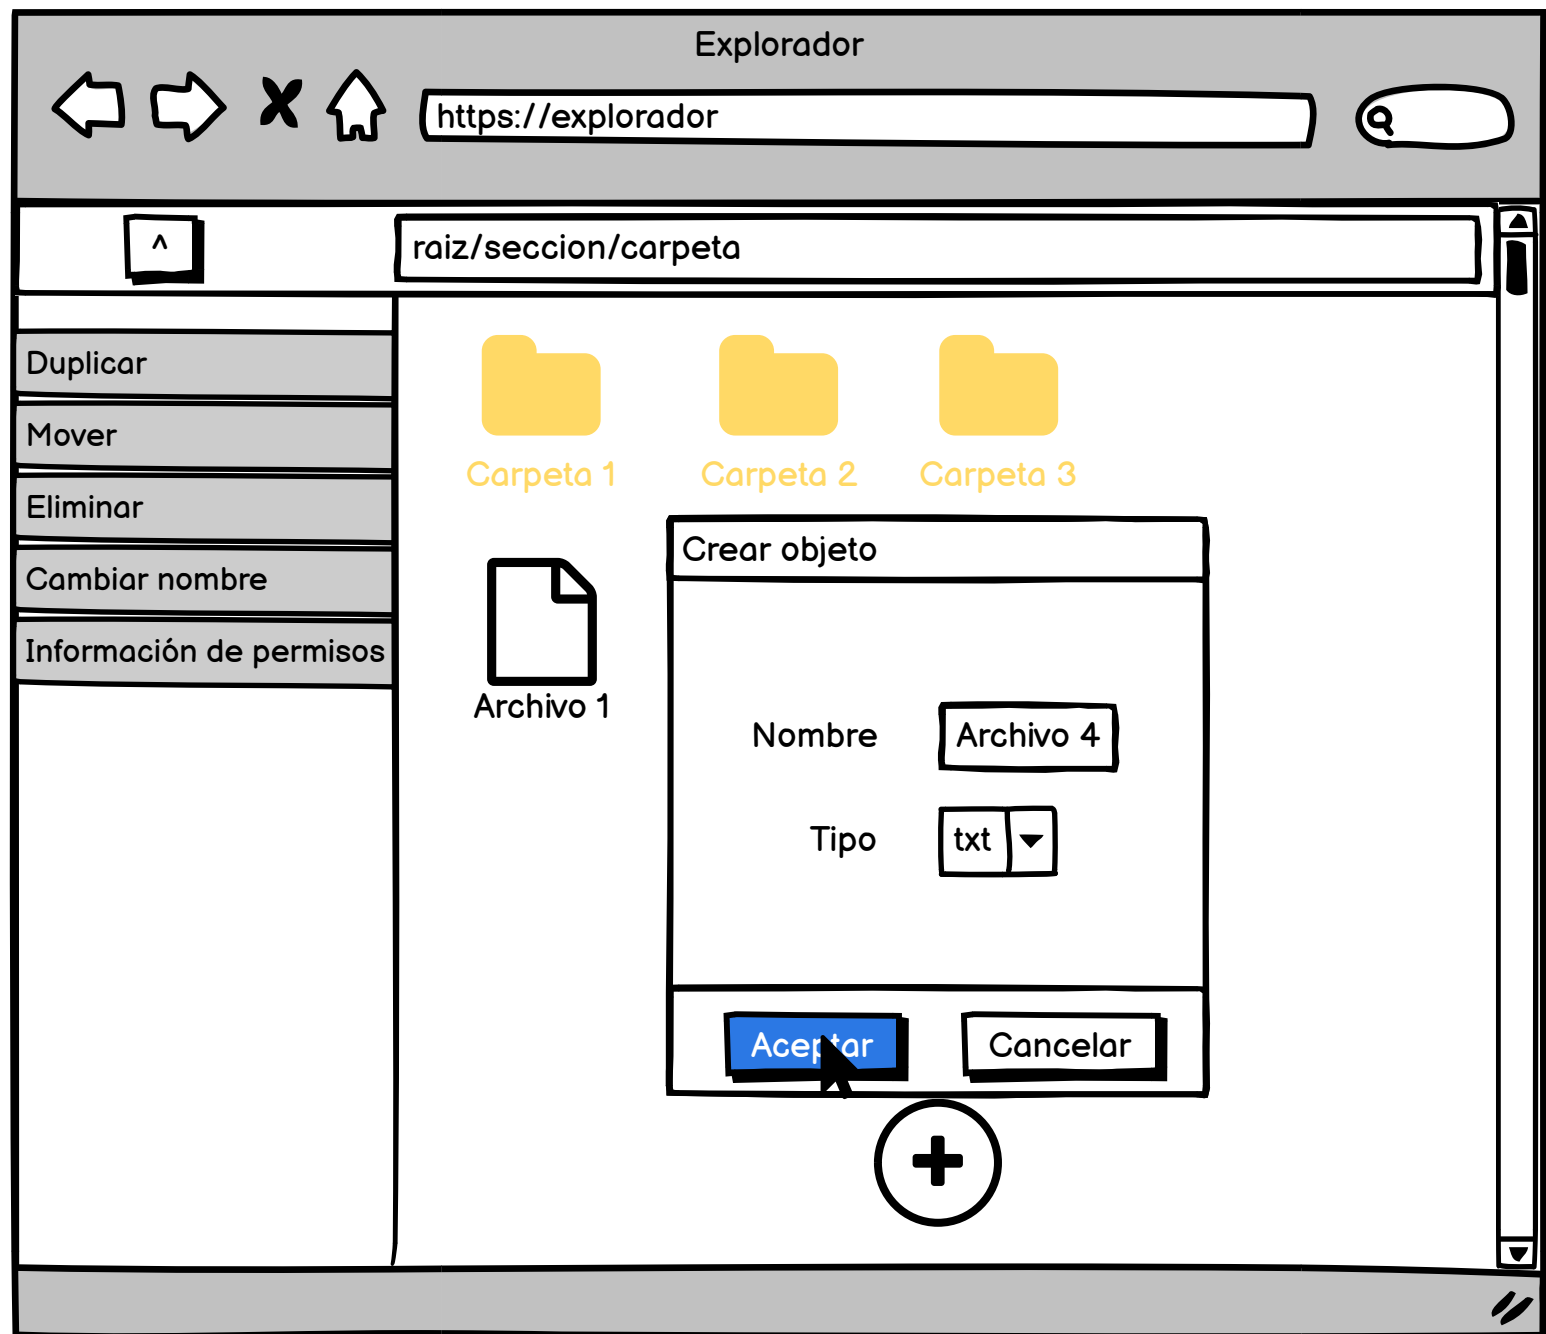 Explorador
https://explorador
^
raiz/seccion/carpeta
Duplicar
Mover
Eliminar
Cambiar nombre
Información de permisos
Carpeta 1
Carpeta 2
Carpeta 3
Archivo 1
Crear objeto
Nombre
Archivo 4
Tipo
txt
Aceptar
Cancelar